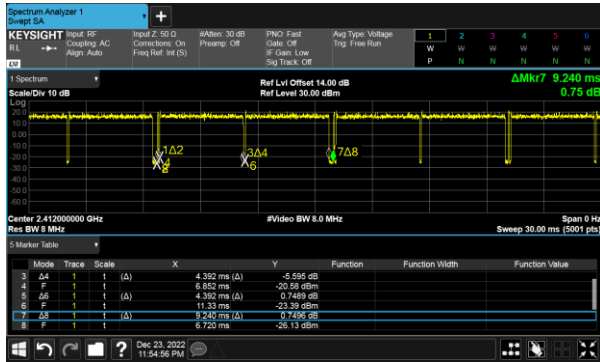 Spectrum Analyzer 1
Swept SA
+
KEYSIGHT Input: RF Input Z: 50 Ω #Atten: 30 dB PNO: Fast Avg Type: Voltage 1 2 3 4 5 6
RL Coupling: AC Corrections: On Preamp: Off Gate: Off Trig: Free Run W W W W W W
Align: Auto Freq Ref: Int (S) IF Gain: Low P N N N N N
LXI Sig Track: Off
1 Spectrum Ref Lvl Offset 14.00 dB ΔMkr7 9.240 ms
Scale/Div 10 dB Ref Level 30.00 dBm 0.75 dB
Log
20.0
10.0
0.00
-10.0
-20.0
-30.0
-40.0
-50.0
-60.0
1Δ2 3Δ4 7Δ8
6
Center 2.412000000 GHz #Video BW 8.0 MHz Span 0 Hz
Res BW 8 MHz Sweep 30.00 ms (5001 pts)
5 Marker Table
Mode Trace Scale X Y Function Function Width Function Value
3 Δ4 1 t (Δ) 4.392 ms (Δ) -5.595 dB
4 F 1 t 6.852 ms -20.58 dBm
5 Δ6 1 t (Δ) 4.392 ms (Δ) 0.7489 dB
6 F 1 t 11.33 ms -23.39 dBm
7 Δ8 1 t (Δ) 9.240 ms (Δ) 0.7496 dB
8 F 1 t 6.720 ms -26.13 dBm
? Dec 23, 2022
11:54:56 PM